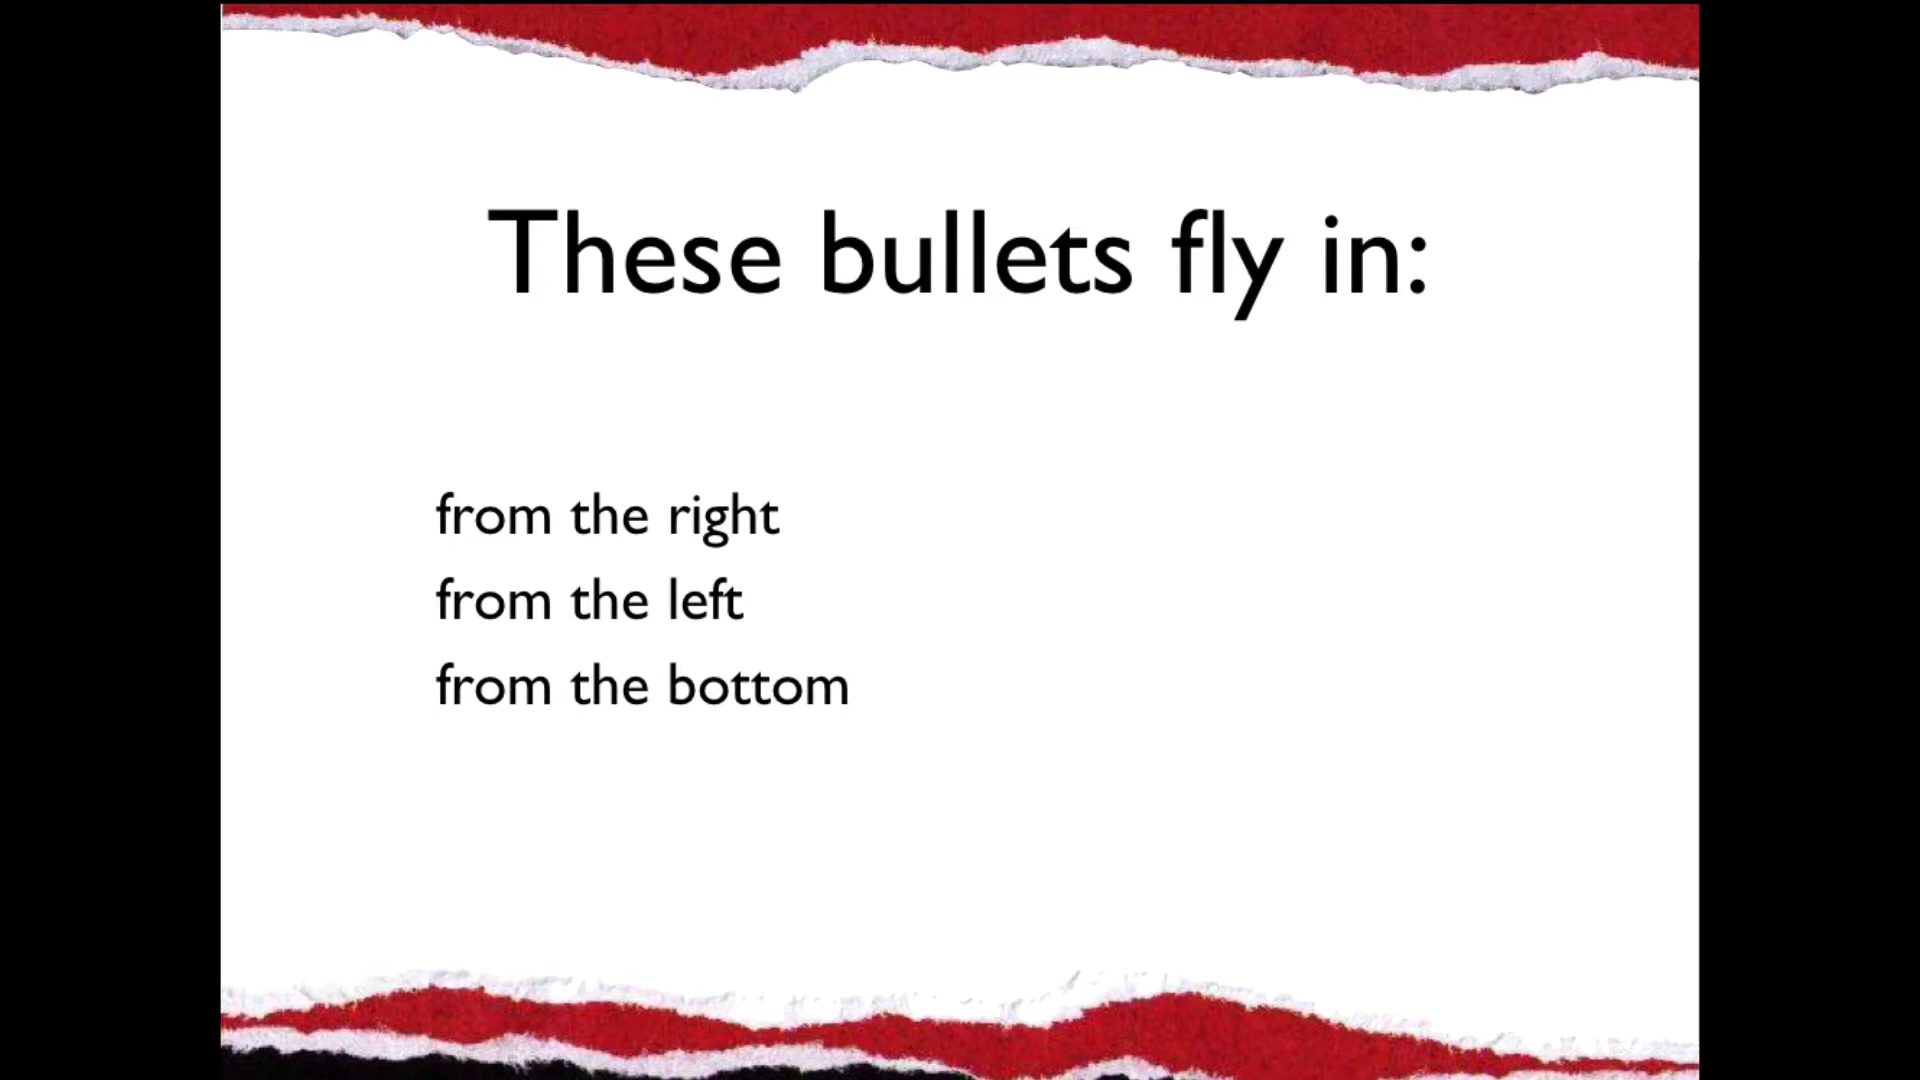 These bullets fly in:
from the right
from the left
from the bottom